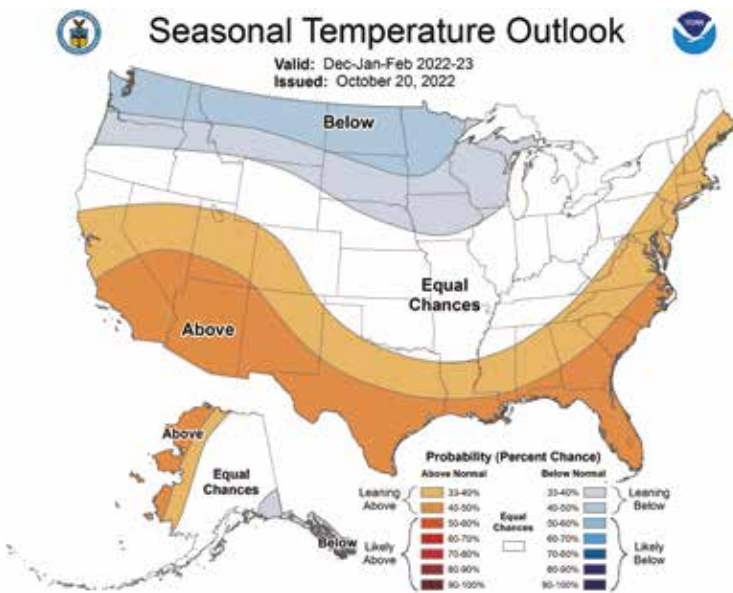 Seasonal Temperature Outlook
Valid: Dec-Jan-Feb 2022-23
Issued: October 20, 2022
NOAA
Below
Equal
Chances
Above
Above
Equal
Chances
Below
Probability (Percent Chance)
Above Normal
Below Normal
Leaning
Above
33-40%
40-50%
Likely
Above
50-60%
60-70%
70-80%
80-90%
90-100%
Equal
Chances
33-40%
40-50%
Leaning
Below
50-60%
60-70%
70-80%
80-90%
90-100%
Likely
Below